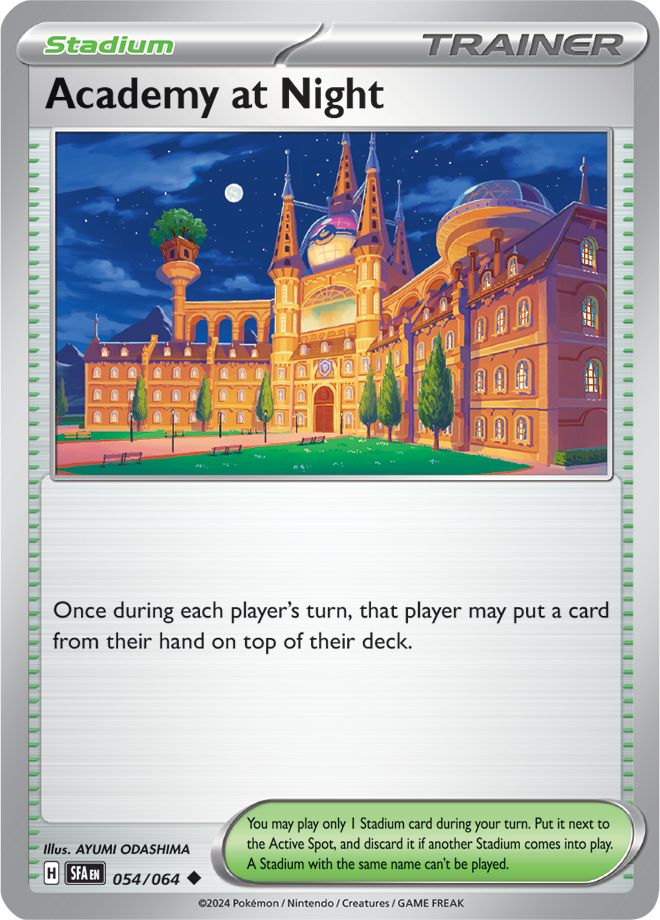 Stadium
TRAINER
Academy at Night
Once during each player's turn, that player may put a card
from their hand on top of their deck.
You may play only 1 Stadium card during your turn. Put it next to
the Active Spot, and discard it if another Stadium comes into play.
A Stadium with the same name can't be played.
Illus. AYUMI ODASHIMA
H SFA EN 054/064
©2024 Pokémon / Nintendo / Creatures / GAME FREAK